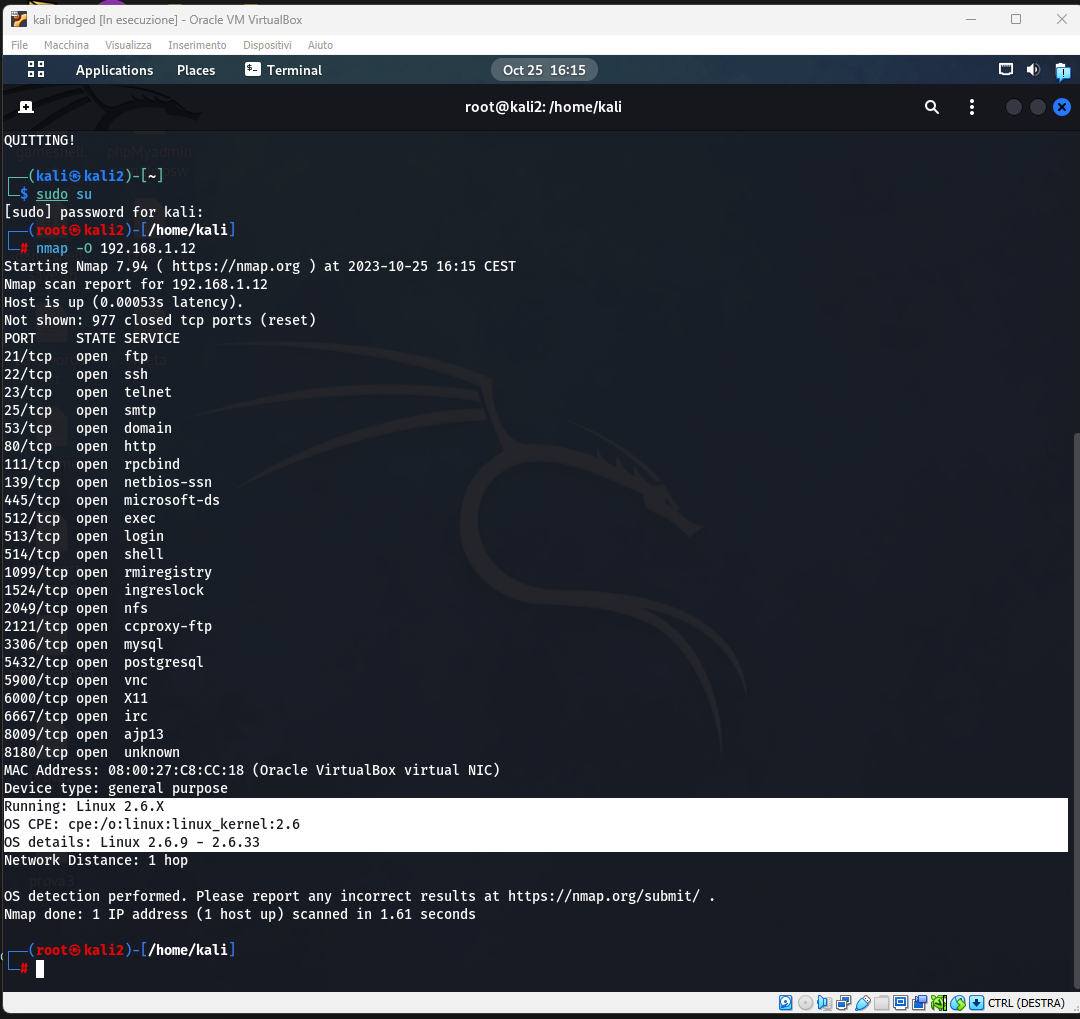 kali bridged [In esecuzione] - Oracle VM VirtualBox
File Macchina Visualizza Inserimento Dispositivi Aiuto
Applications Places Terminal Oct 25 16:15
root@kali2: /home/kali
QUITTING!
┌──(kali㉿kali2)-[~]
└─$ sudo su
[sudo] password for kali:
┌──(root㉿kali2)-[/home/kali]
└─# nmap -O 192.168.1.12
Starting Nmap 7.94 ( https://nmap.org ) at 2023-10-25 16:15 CEST
Nmap scan report for 192.168.1.12
Host is up (0.00053s latency).
Not shown: 977 closed tcp ports (reset)
PORT     STATE SERVICE
21/tcp   open  ftp
22/tcp   open  ssh
23/tcp   open  telnet
25/tcp   open  smtp
53/tcp   open  domain
80/tcp   open  http
111/tcp  open  rpcbind
139/tcp  open  netbios-ssn
445/tcp  open  microsoft-ds
512/tcp  open  exec
513/tcp  open  login
514/tcp  open  shell
1099/tcp open  rmiregistry
1524/tcp open  ingreslock
2049/tcp open  nfs
2121/tcp open  ccproxy-ftp
3306/tcp open  mysql
5432/tcp open  postgresql
5900/tcp open  vnc
6000/tcp open  X11
6667/tcp open  irc
8009/tcp open  ajp13
8180/tcp open  unknown
MAC Address: 08:00:27:C8:CC:18 (Oracle VirtualBox virtual NIC)
Device type: general purpose
Running: Linux 2.6.X
OS CPE: cpe:/o:linux:linux_kernel:2.6
OS details: Linux 2.6.9 - 2.6.33
Network Distance: 1 hop
OS detection performed. Please report any incorrect results at https://nmap.org/submit/ .
Nmap done: 1 IP address (1 host up) scanned in 1.61 seconds
┌──(root㉿kali2)-[/home/kali]
└─#
CTRL (DESTRA)